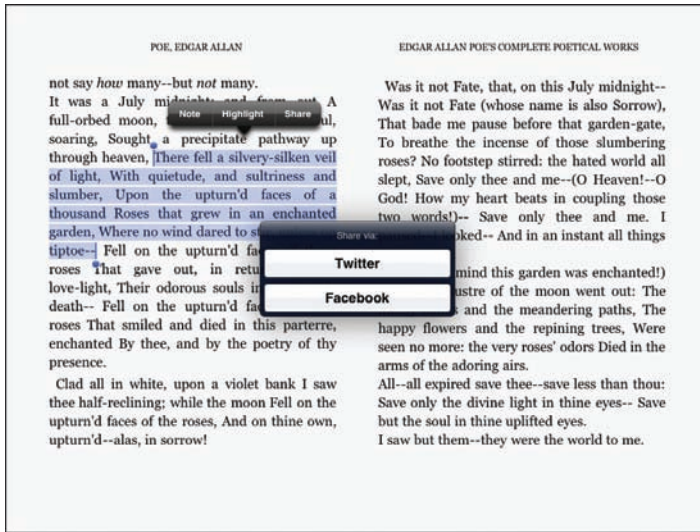 POE, EDGAR ALLAN
not say how many--but not many.
It was a July midnight; and from out A
full-orbed moon,
soaring, Sought a precipitate pathway up
through heaven, There fell a silvery-silken veil
of light, With quietude, and sultriness and
slumber, Upon the upturn'd faces of a
thousand Roses that grew in an enchanted
garden, Where no wind dared to
tiptoe-- Fell on the upturn'd
roses That gave out, in
love-light, Their odorous souls in
death-- Fell on the upturn'd
roses That smiled and died in this parterre,
enchanted By thee, and by the poetry of thy
presence.
Clad all in white, upon a violet bank I saw
thee half-reclining; while the moon Fell on the
upturn'd faces of the roses, And on thine own,
upturn'd--alas, in sorrow!
Note Highlight Share
EDGAR ALLAN POE'S COMPLETE POETICAL WORKS
Was it not Fate, that, on this July midnight--
Was it not Fate (whose name is also Sorrow),
That bade me pause before that garden-gate,
To breathe the incense of those slumbering
roses? No footstep stirred: the hated world all
slept, Save only thee and me--(O Heaven!--O
God! How my heart beats in coupling those
two words!)-- Save only thee and me. I
And in an instant all things
mind this garden was enchanted!)
of the moon went out: The
and the meandering paths, The
happy flowers and the repining trees, Were
seen no more: the very roses' odors Died in the
arms of the adoring airs.
All--all expired save thee--save less than thou:
Save only the divine light in thine eyes-- Save
but the soul in thine uplifted eyes.
I saw but them--they were the world to me.
Share via:
Twitter
Facebook